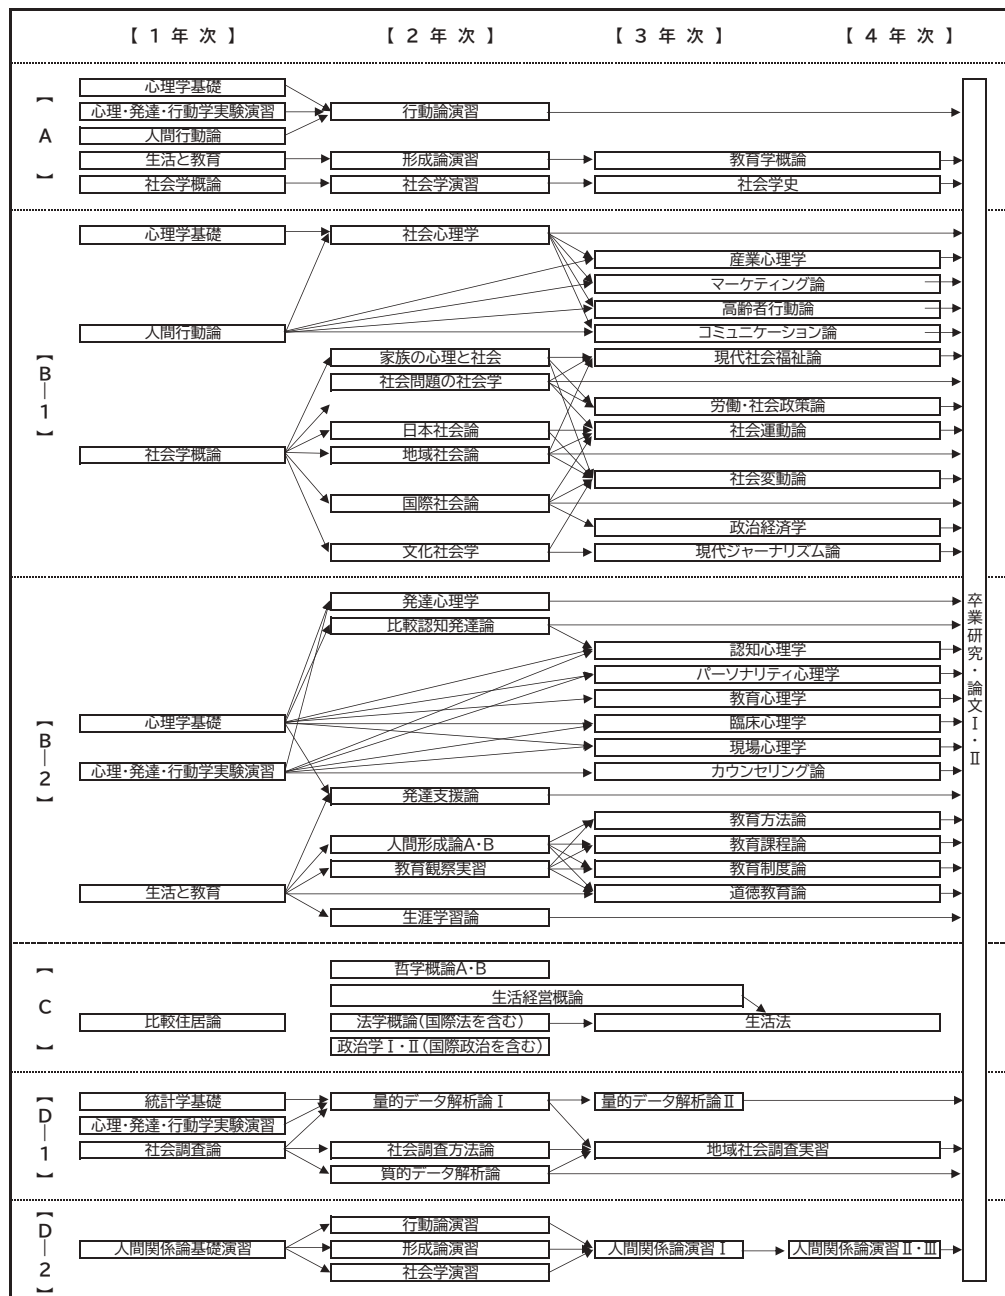 【1年次】 【2年次】 【3年次】 【4年次】
【A】
心理学基礎
心理・発達・行動学実験演習 行動論演習
人間行動論
生活と教育 形成論演習 教育学概論
社会学概論 社会学演習 社会学史
【B―1】
心理学基礎 社会心理学
産業心理学
マーケティング論
高齢者行動論
人間行動論 コミュニケーション論
家族の心理と社会 現代社会福祉論
社会問題の社会学
労働・社会政策論
日本社会論 社会運動論
社会学概論 地域社会論
社会変動論
国際社会論
政治経済学
文化社会学 現代ジャーナリズム論
【B―2】
発達心理学
比較認知発達論
認知心理学
パーソナリティ心理学
教育心理学
心理学基礎 臨床心理学
現場心理学
心理・発達・行動学実験演習 カウンセリング論
発達支援論
教育方法論
人間形成論A・B 教育課程論
教育観察実習 教育制度論
生活と教育 道徳教育論
生涯学習論
【C】
哲学概論A・B
生活経営概論
比較住居論 法学概論(国際法を含む) 生活法
政治学Ⅰ・Ⅱ(国際政治を含む)
【D―1】
統計学基礎 量的データ解析論Ⅰ 量的データ解析論Ⅱ
心理・発達・行動学実験演習
社会調査論 社会調査方法論 地域社会調査実習
質的データ解析論
【D―2】
行動論演習
人間関係論基礎演習 形成論演習 人間関係論演習Ⅰ 人間関係論演習Ⅱ・Ⅲ
社会学演習
卒業研究・論文Ⅰ・Ⅱ